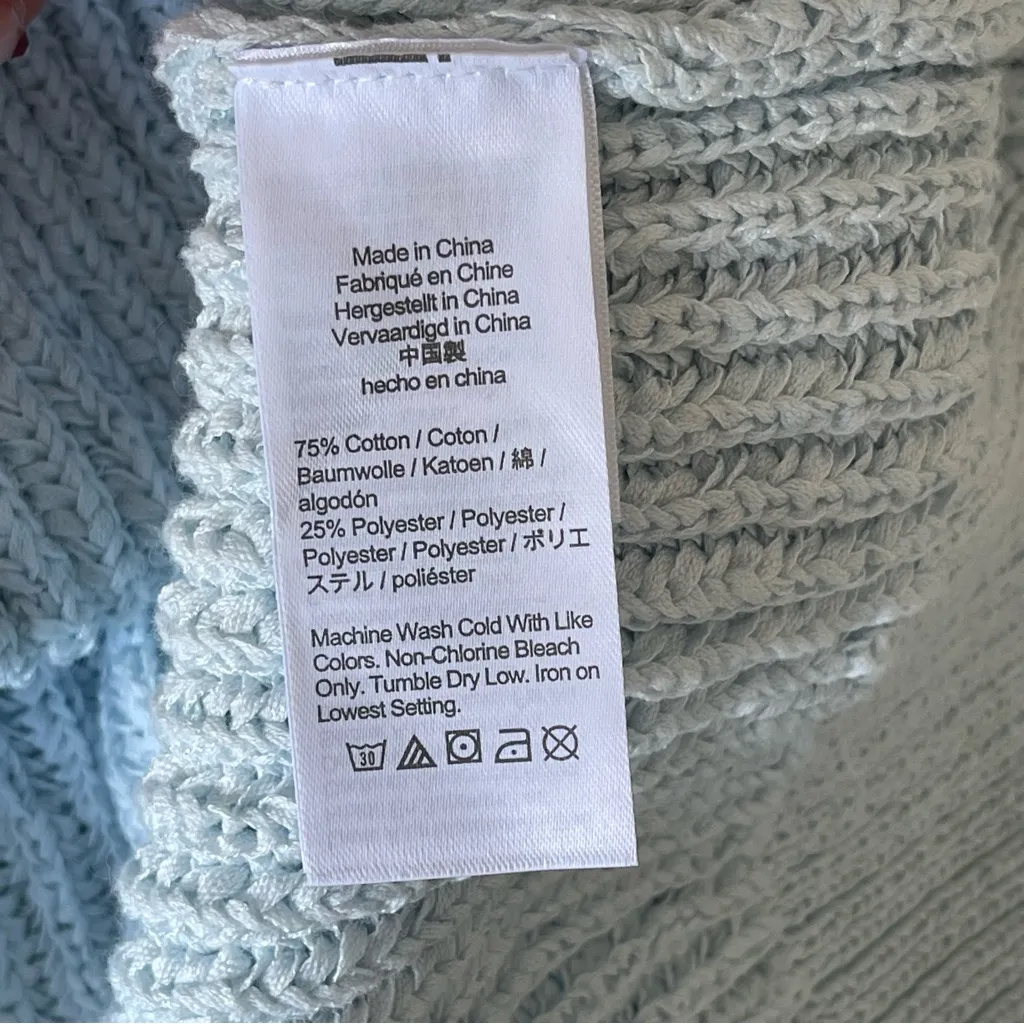 Made in China
Fabriqué en Chine
Hergestellt in China
Vervaardigd in China
中国製
hecho en china
75% Cotton / Coton /
Baumwolle / Katoen / 綿 /
algodón
25% Polyester / Polyester /
Polyester / Polyester / ポリエ
ステル / poliéster
Machine Wash Cold With Like
Colors. Non-Chlorine Bleach
Only. Tumble Dry Low. Iron on
Lowest Setting.
30